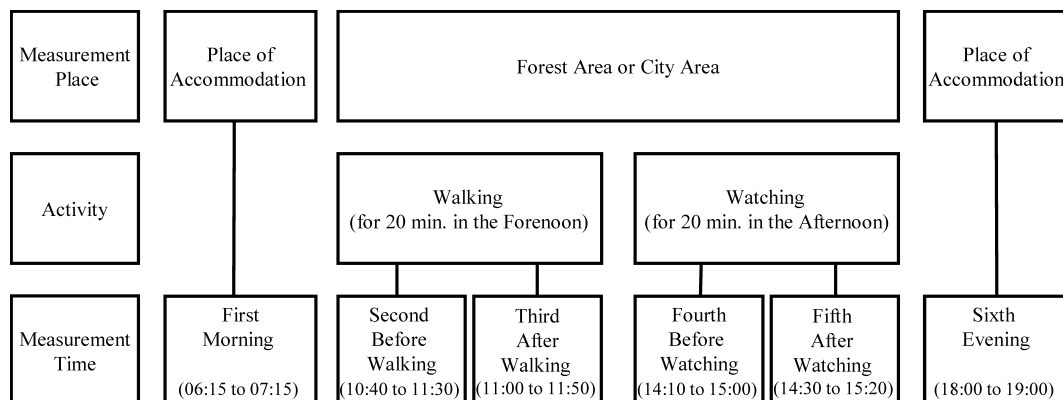 Measurement
Place
Place of
Accommodation
Forest Area or City Area
Place of
Accommodation
Activity
Walking
(for 20 min. in the Forenoon)
Watching
(for 20 min. in the Afternoon)
Measurement
Time
First
Morning
(06:15 to 07:15)
Second
Before
Walking
(10:40 to 11:30)
Third
After
Walking
(11:00 to 11:50)
Fourth
Before
Watching
(14:10 to 15:00)
Fifth
After
Watching
(14:30 to 15:20)
Sixth
Evening
(18:00 to 19:00)